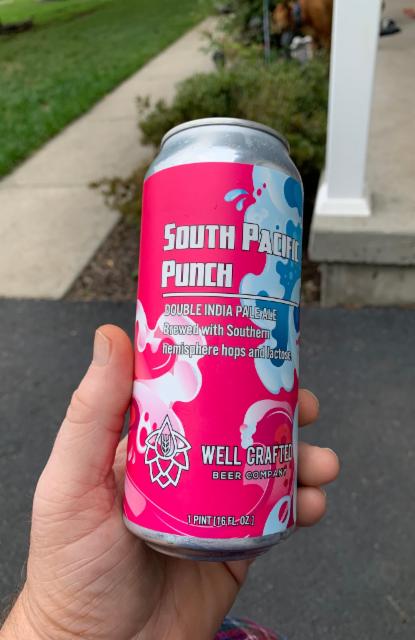 South Pacific
Punch
DOUBLE INDIA PALE ALE
Brewed with Southern
hemisphere hops and lactose
WELL CRAFTED
BEER COMPANY
1 PINT (16 FL. OZ.)